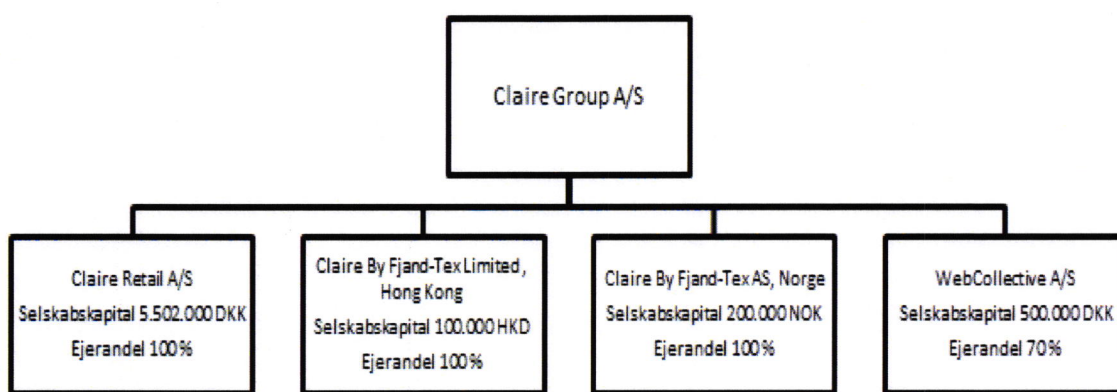 Claire Group A/S
Claire Retail A/S
Selskabskapital 5.502.000 DKK
Ejerandel 100%
Claire By Fjand-Tex Limited,
Hong Kong
Selskabskapital 100.000 HKD
Ejerandel 100%
Claire By Fjand-Tex AS, Norge
Selskabskapital 200.000 NOK
Ejerandel 100%
WebCollective A/S
Selskabskapital 500.000 DKK
Ejerandel 70%